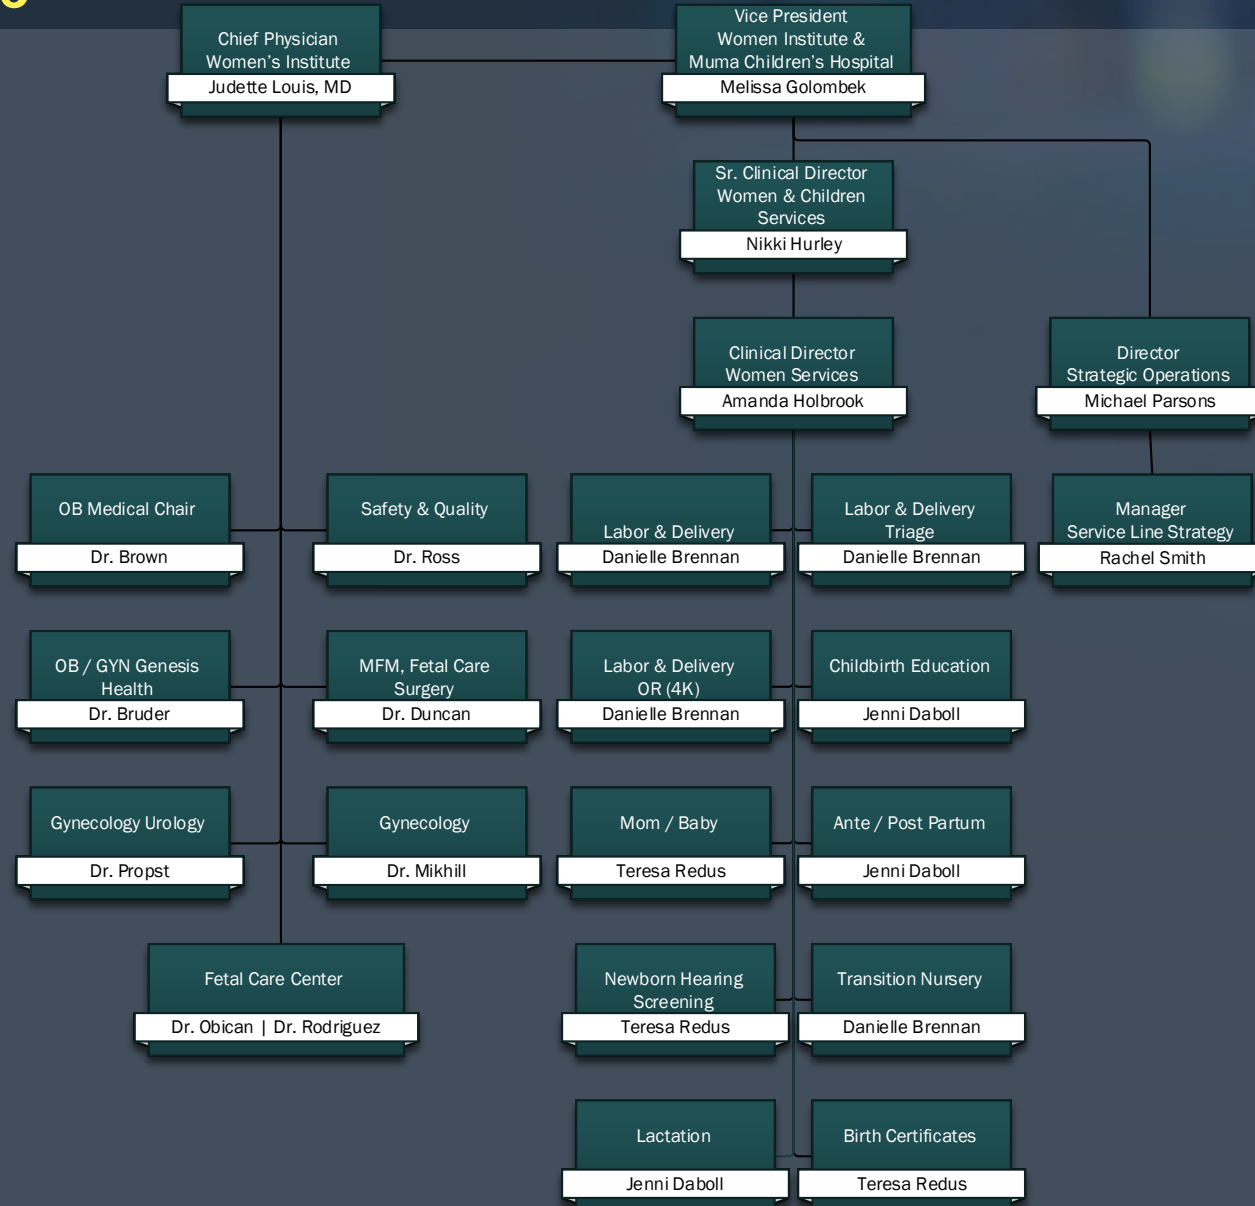 Chief Physician
Women's Institute
Judette Louis, MD
Vice President
Women Institute &
Muma Children's Hospital
Melissa Golombek
Sr. Clinical Director
Women & Children
Services
Nikki Hurley
Clinical Director
Women Services
Amanda Holbrook
Director
Strategic Operations
Michael Parsons
OB Medical Chair
Dr. Brown
Safety & Quality
Dr. Ross
Labor & Delivery
Danielle Brennan
Labor & Delivery
Triage
Danielle Brennan
Manager
Service Line Strategy
Rachel Smith
OB / GYN Genesis
Health
Dr. Bruder
MFM, Fetal Care
Surgery
Dr. Duncan
Labor & Delivery
OR (4K)
Danielle Brennan
Childbirth Education
Jenni Daboll
Gynecology Urology
Dr. Propst
Gynecology
Dr. Mikhill
Mom / Baby
Teresa Redus
Ante / Post Partum
Jenni Daboll
Fetal Care Center
Dr. Obican | Dr. Rodriguez
Newborn Hearing
Screening
Teresa Redus
Transition Nursery
Danielle Brennan
Lactation
Jenni Daboll
Birth Certificates
Teresa Redus